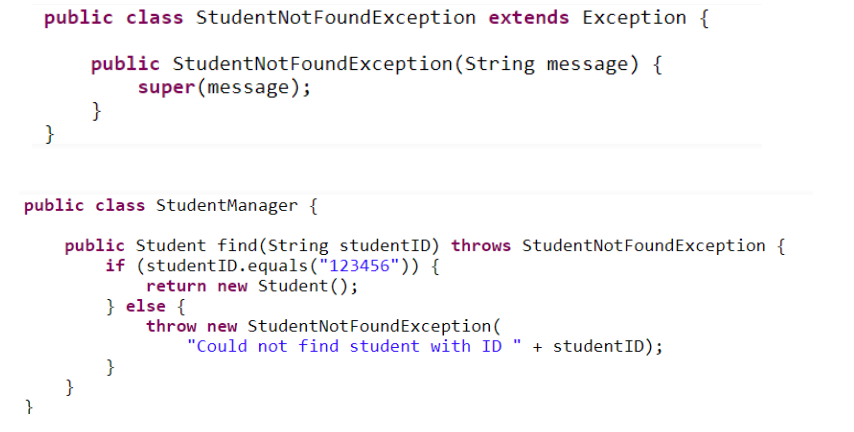 public class StudentNotFoundException extends Exception {
public StudentNotFoundException(String message) {
super(message);
}
}
public class StudentManager {
public Student find(String studentID) throws StudentNotFoundException {
if (studentID.equals("123456")) {
return new Student();
} else {
throw new StudentNotFoundException(
"Could not find student with ID " + studentID);
}
}
}